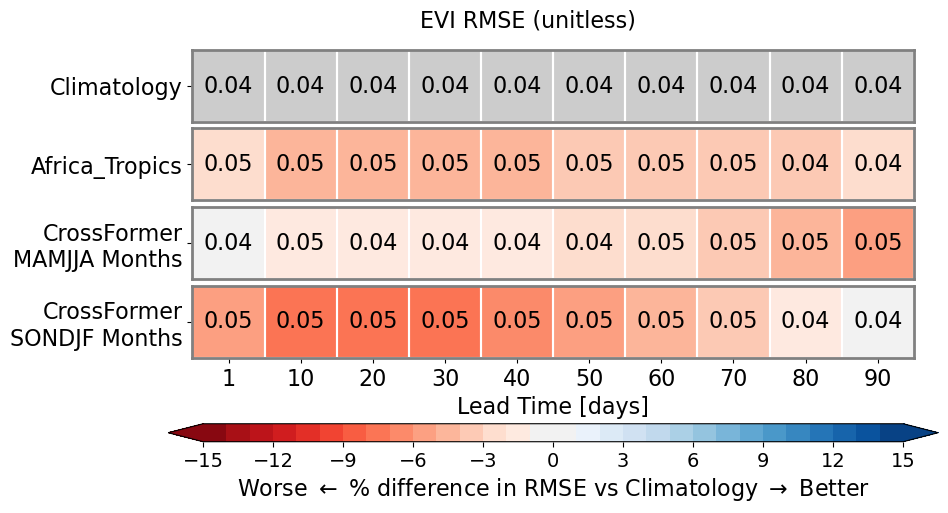 EVI RMSE (unitless)
Climatology 0.04 0.04 0.04 0.04 0.04 0.04 0.04 0.04 0.04 0.04
Africa_Tropics 0.05 0.05 0.05 0.05 0.05 0.05 0.05 0.05 0.04 0.04
CrossFormer
MAMJJA Months 0.04 0.05 0.04 0.04 0.04 0.04 0.05 0.05 0.05 0.05
CrossFormer
SONDJF Months 0.05 0.05 0.05 0.05 0.05 0.05 0.05 0.05 0.04 0.04
1 10 20 30 40 50 60 70 80 90
Lead Time [days]
−15 −12 −9 −6 −3 0 3 6 9 12 15
Worse ← % difference in RMSE vs Climatology → Better